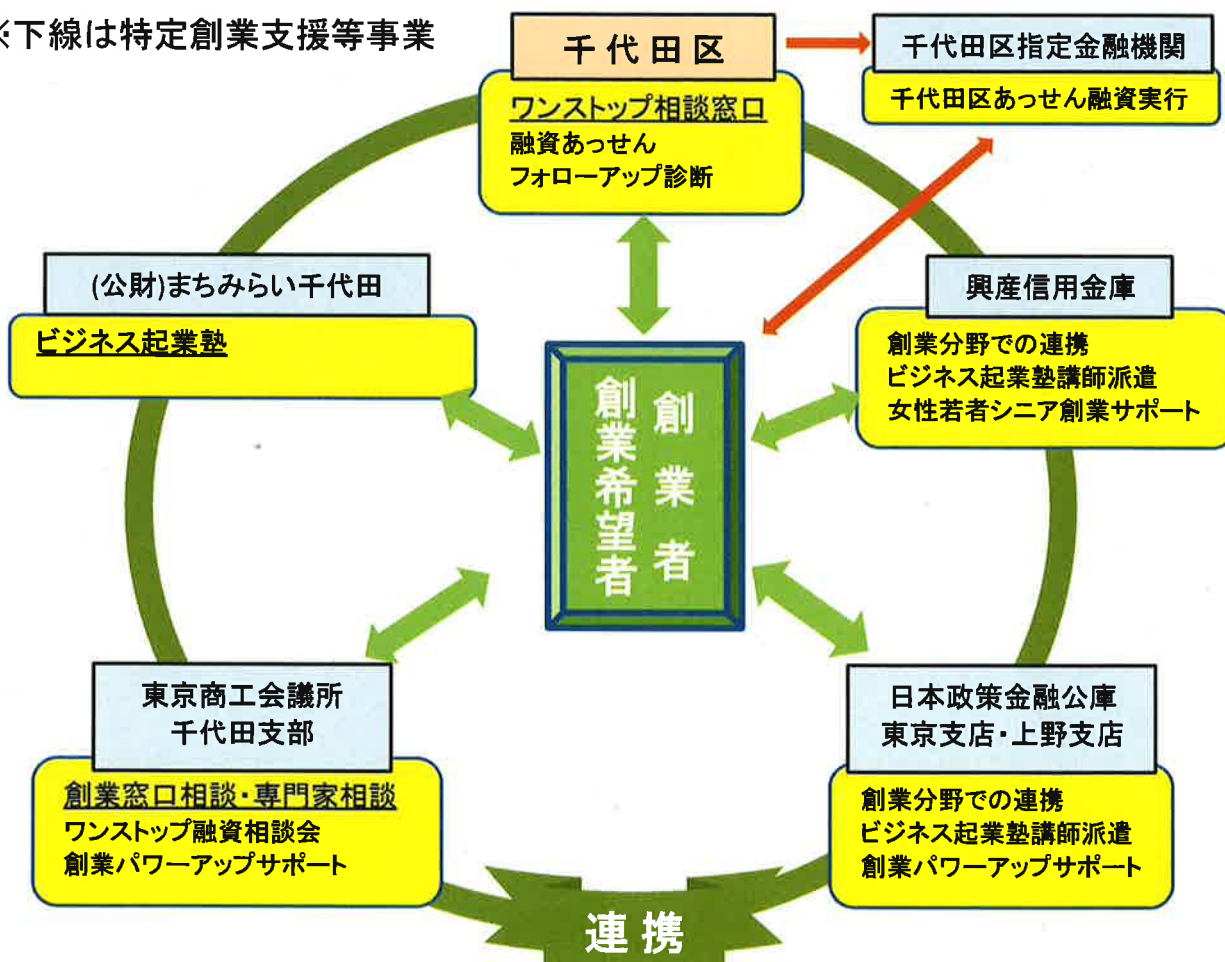 ※下線は特定創業支援等事業
千代田区
ワンストップ相談窓口
融資あっせん
フォローアップ診断
千代田区指定金融機関
千代田区あっせん融資実行
(公財)まちみらい千代田
ビジネス起業塾
興産信用金庫
創業分野での連携
ビジネス起業塾講師派遣
女性若者シニア創業サポート
創業者
創業希望者
東京商工会議所
千代田支部
創業窓口相談・専門家相談
ワンストップ融資相談会
創業パワーアップサポート
日本政策金融公庫
東京支店・上野支店
創業分野での連携
ビジネス起業塾講師派遣
創業パワーアップサポート
連携